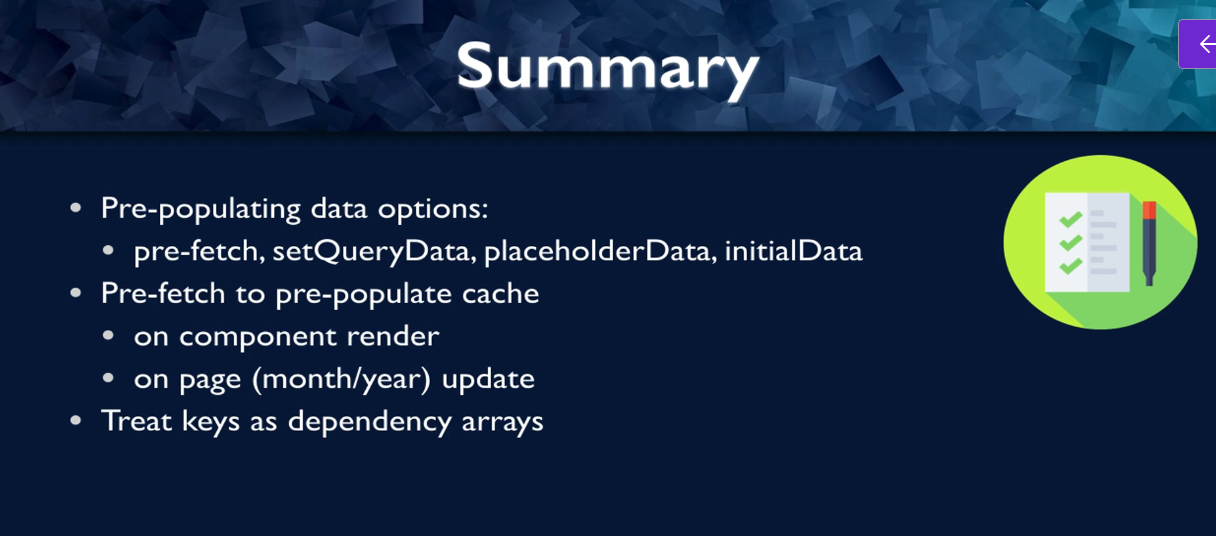 Summary
• Pre-populating data options:
• pre-fetch, setQueryData, placeholderData, initialData
• Pre-fetch to pre-populate cache
• on component render
• on page (month/year) update
• Treat keys as dependency arrays